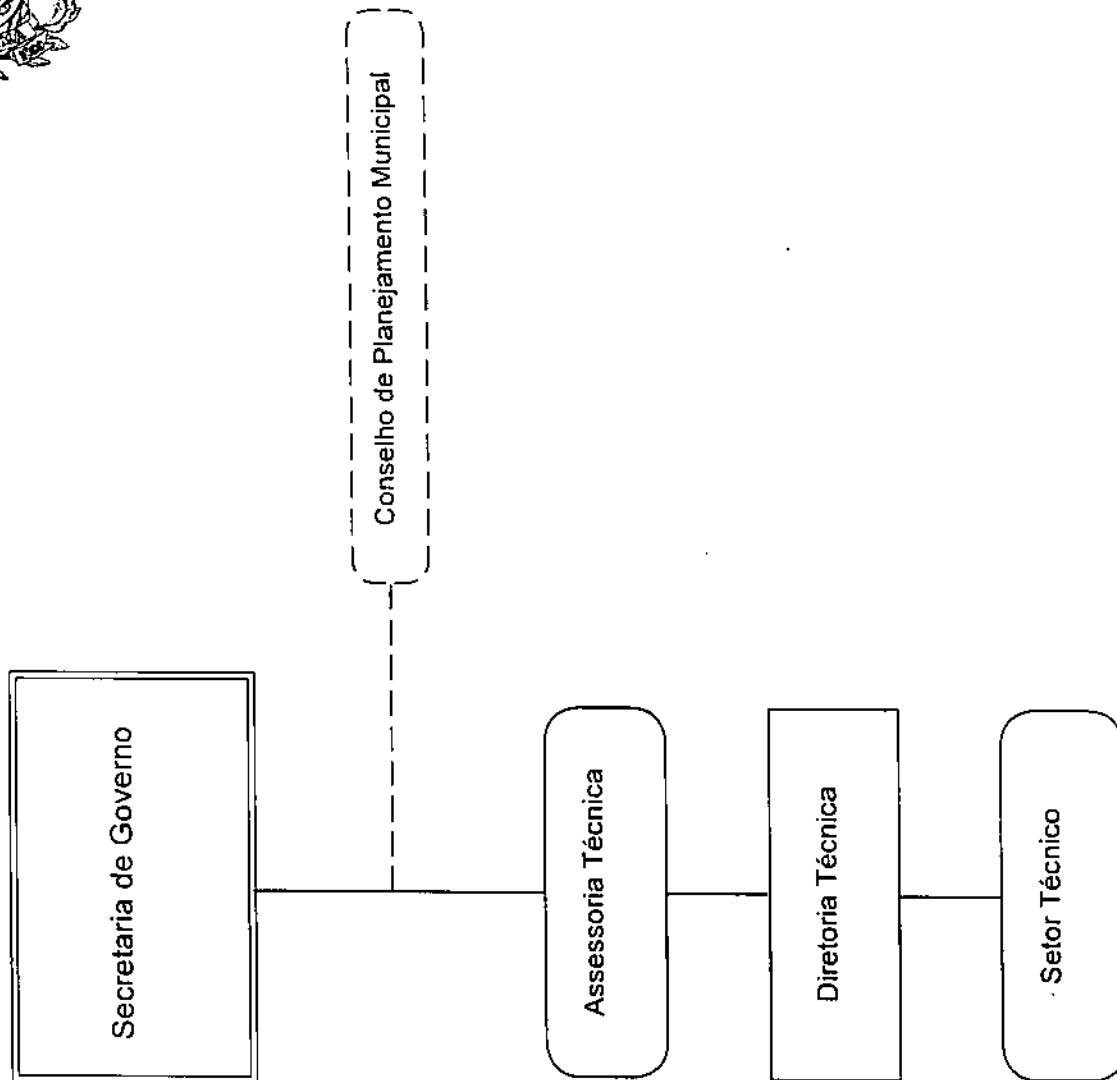 Secretaria de Governo
Conselho de Planejamento Municipal
Assessoria Técnica
Diretoria Técnica
Setor Técnico